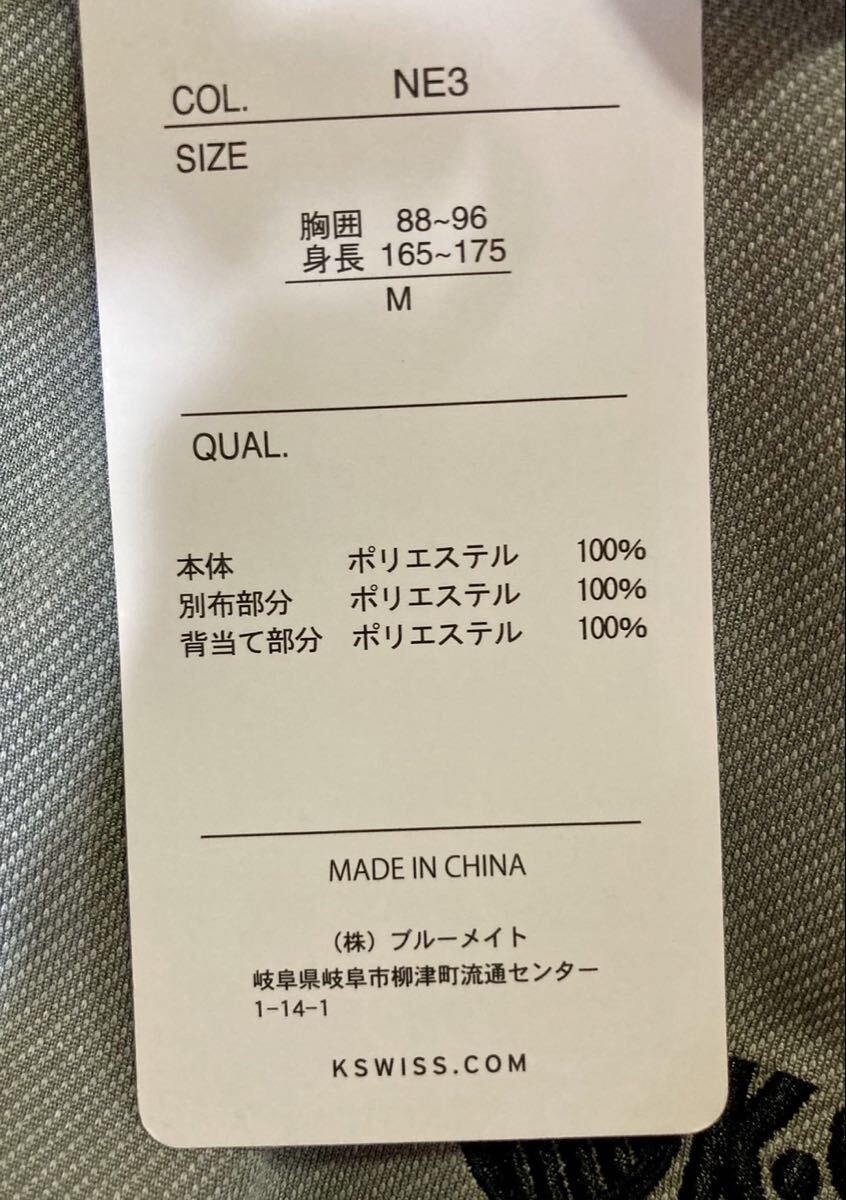 COL. NE3
SIZE
胸囲 88~96
身長 165~175
M
QUAL.
本体 ポリエステル 100%
別布部分 ポリエステル 100%
背当て部分 ポリエステル 100%
MADE IN CHINA
(株) ブルーメイト
岐阜県岐阜市柳津町流通センター
1-14-1
KSWISS.COM
K.